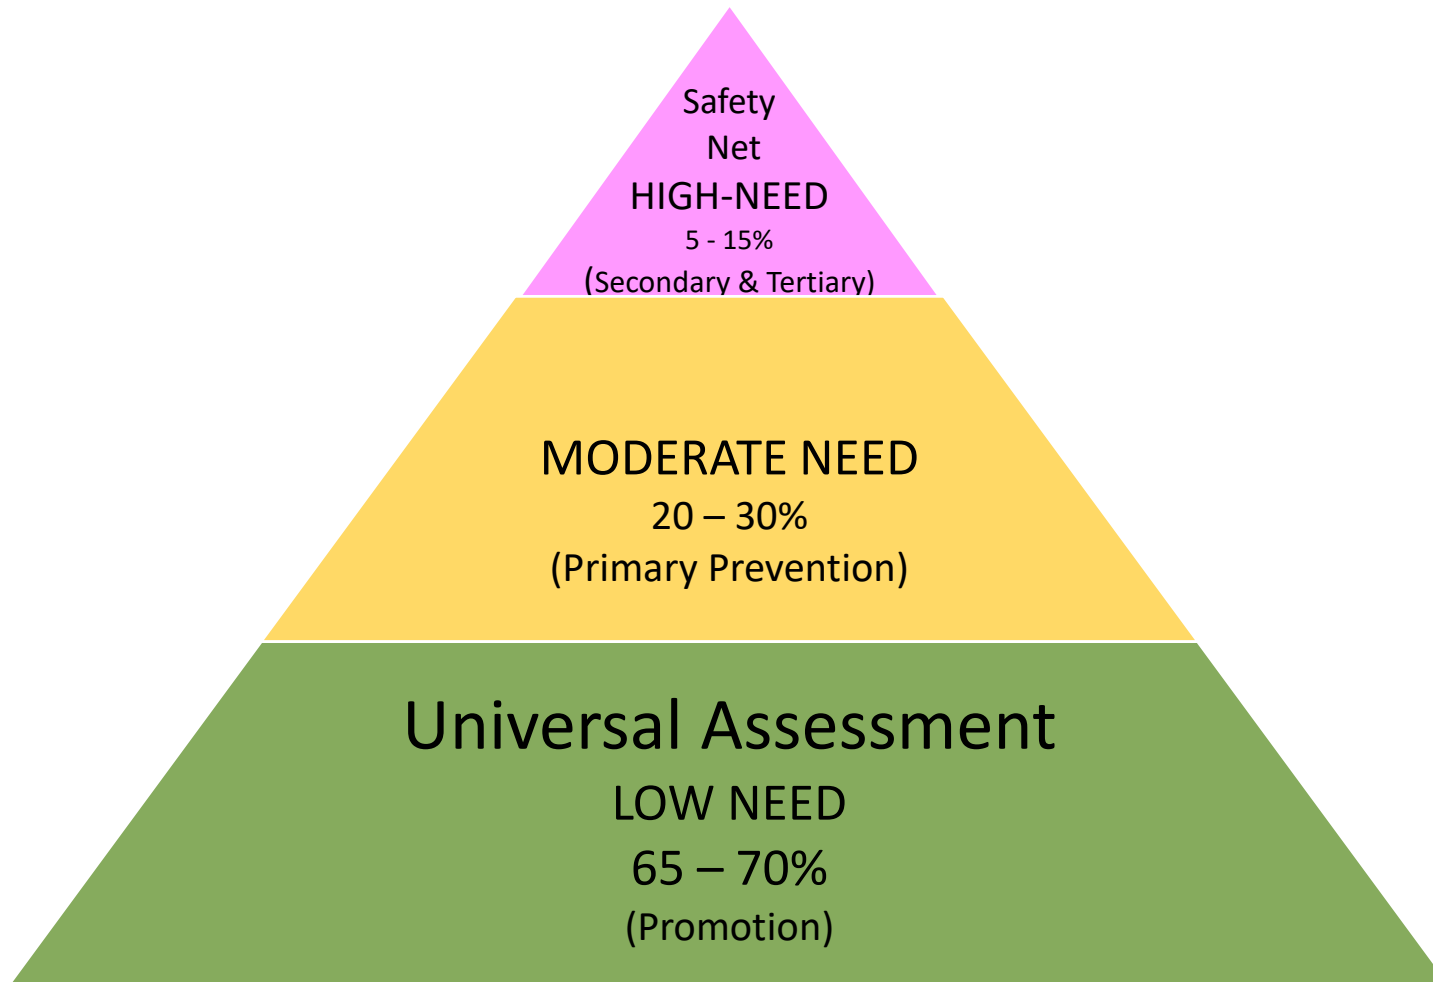 Safety
Net
HIGH-NEED
5 - 15%
(Secondary & Tertiary)
MODERATE NEED
20 – 30%
(Primary Prevention)
Universal Assessment
LOW NEED
65 – 70%
(Promotion)